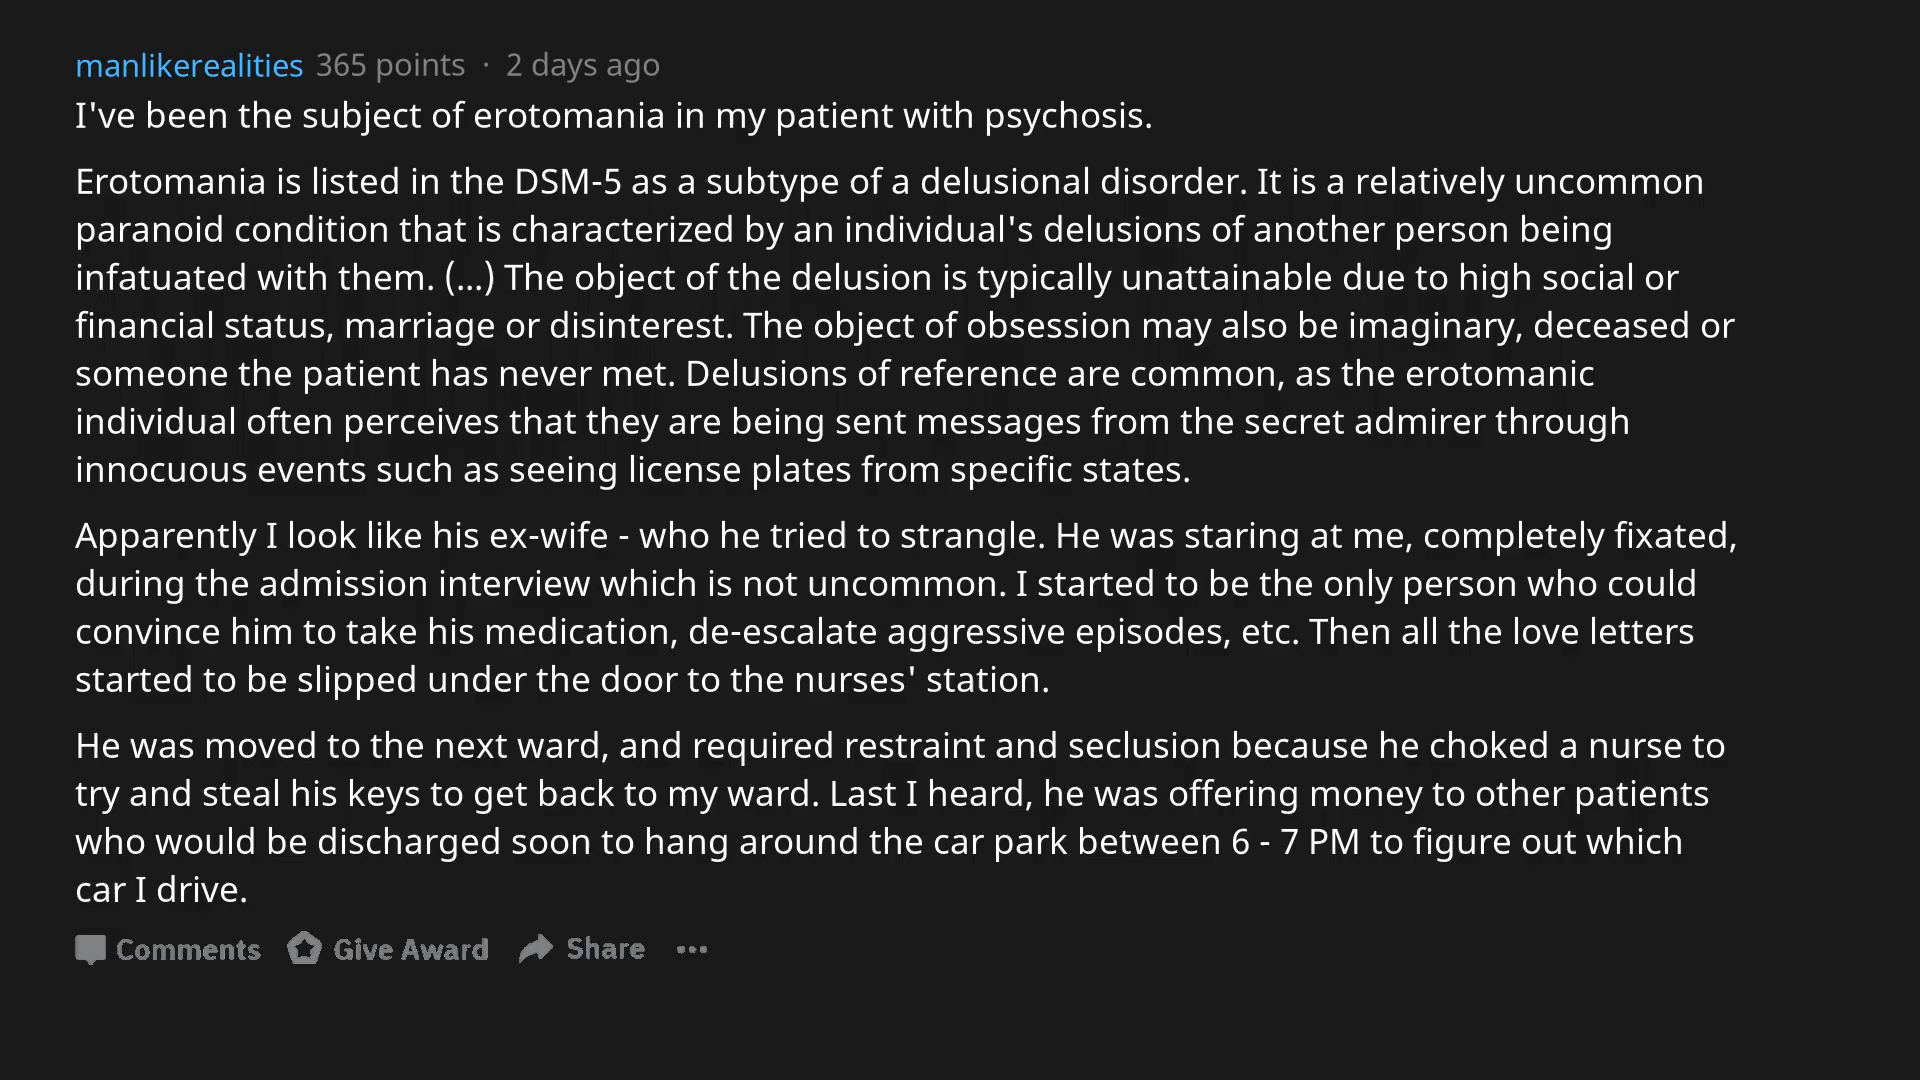 manlikerealities 365 points · 2 days ago
I've been the subject of erotomania in my patient with psychosis.
Erotomania is listed in the DSM-5 as a subtype of a delusional disorder. It is a relatively uncommon
paranoid condition that is characterized by an individual's delusions of another person being
infatuated with them. (...) The object of the delusion is typically unattainable due to high social or
financial status, marriage or disinterest. The object of obsession may also be imaginary, deceased or
someone the patient has never met. Delusions of reference are common, as the erotomanic
individual often perceives that they are being sent messages from the secret admirer through
innocuous events such as seeing license plates from specific states.
Apparently I look like his ex-wife - who he tried to strangle. He was staring at me, completely fixated,
during the admission interview which is not uncommon. I started to be the only person who could
convince him to take his medication, de-escalate aggressive episodes, etc. Then all the love letters
started to be slipped under the door to the nurses' station.
He was moved to the next ward, and required restraint and seclusion because he choked a nurse to
try and steal his keys to get back to my ward. Last I heard, he was offering money to other patients
who would be discharged soon to hang around the car park between 6 - 7 PM to figure out which
car I drive.
Comments Give Award Share ···